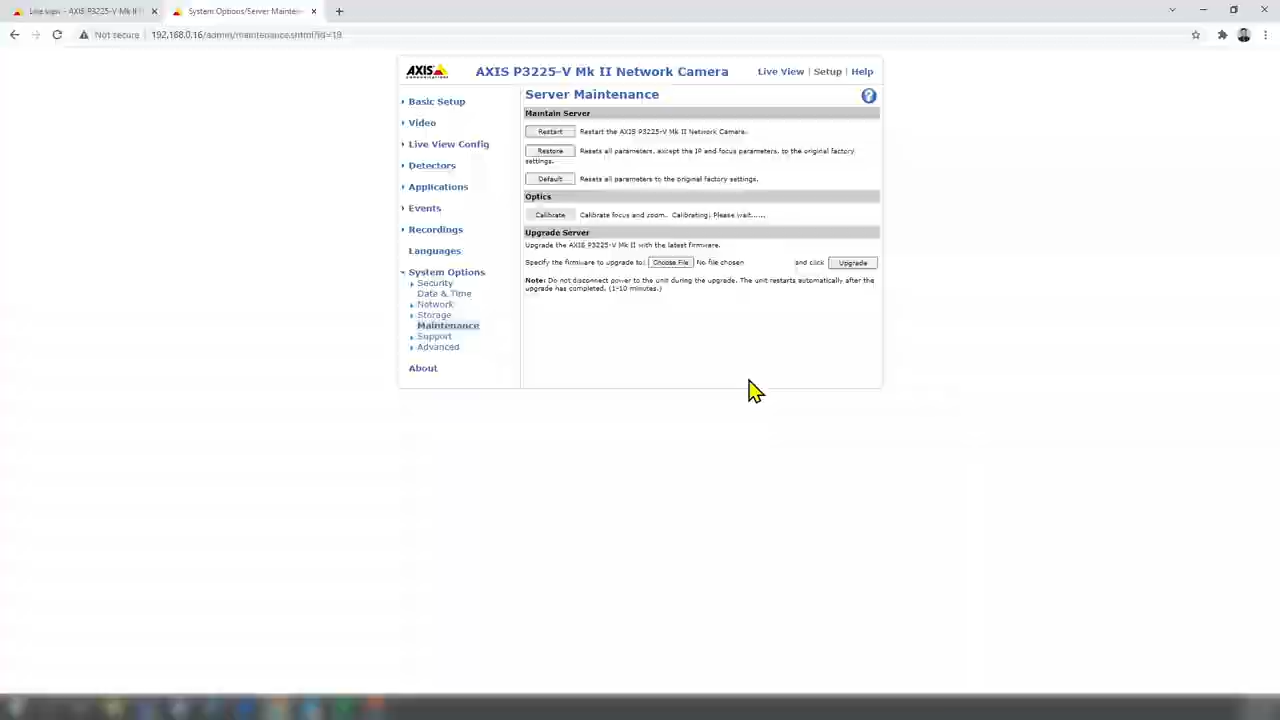 Live view - AXIS P3225-V Mk II
System Options/Server Mainten
Not secure
192.168.0.16/admin/maintenance.shtml?id=19
AXIS
AXIS P3225-V Mk II Network Camera
Live View | Setup | Help
Basic Setup
Video
Live View Config
Detectors
Applications
Events
Recordings
Languages
System Options
Security
Date & Time
Network
Storage
Maintenance
Support
Advanced
About
Server Maintenance
Maintain Server
Restart Restart the AXIS P3225-V Mk II Network Camera.
Restore Resets all parameters, except the IP and focus parameters, to the original factory
settings.
Default Resets all parameters to the original factory settings.
Optics
Calibrate Calibrate focus and zoom. Calibrating; Please wait......
Upgrade Server
Upgrade the AXIS P3225-V Mk II with the latest firmware.
Specify the firmware to upgrade to: Choose File No file chosen and click Upgrade
Note: Do not disconnect power to the unit during the upgrade. The unit restarts automatically after the
upgrade has completed. (1-10 minutes.)